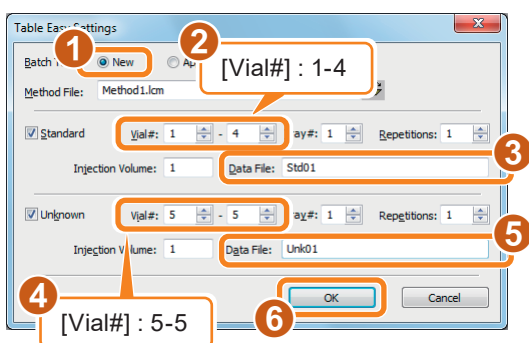 Table Easy Settings
1
2
Batch T
New
Ap
[Vial#] : 1-4
Method File: Method1.lcm
Standard Vial#: 1 - 4 ray#: 1 Repetitions: 1
3
Injection Volume: 1 Data File: Std01
Unknown Vial#: 5 - 5 ray#: 1 Repetitions: 1
5
Injection Volume: 1 Data File: Unk01
4
[Vial#] : 5-5
6
OK Cancel